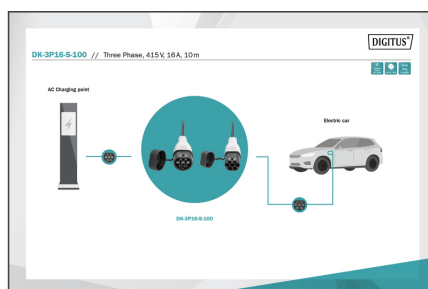 DIGITUS®
DK-3P16-S-100 // Three Phase, 415 V, 16 A, 10 m
AC Charging point
Electric car
DK-3P16-S-100